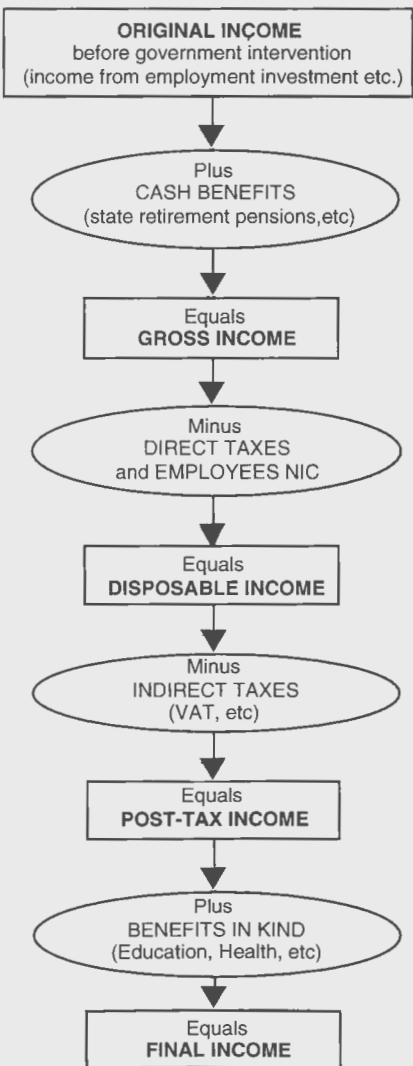 ORIGINAL INCOME
before government intervention
(income from employment investment etc.)
Plus
CASH BENEFITS
(state retirement pensions,etc)
Equals
GROSS INCOME
Minus
DIRECT TAXES
and EMPLOYEES NIC
Equals
DISPOSABLE INCOME
Minus
INDIRECT TAXES
(VAT, etc)
Equals
POST-TAX INCOME
Plus
BENEFITS IN KIND
(Education, Health, etc)
Equals
FINAL INCOME